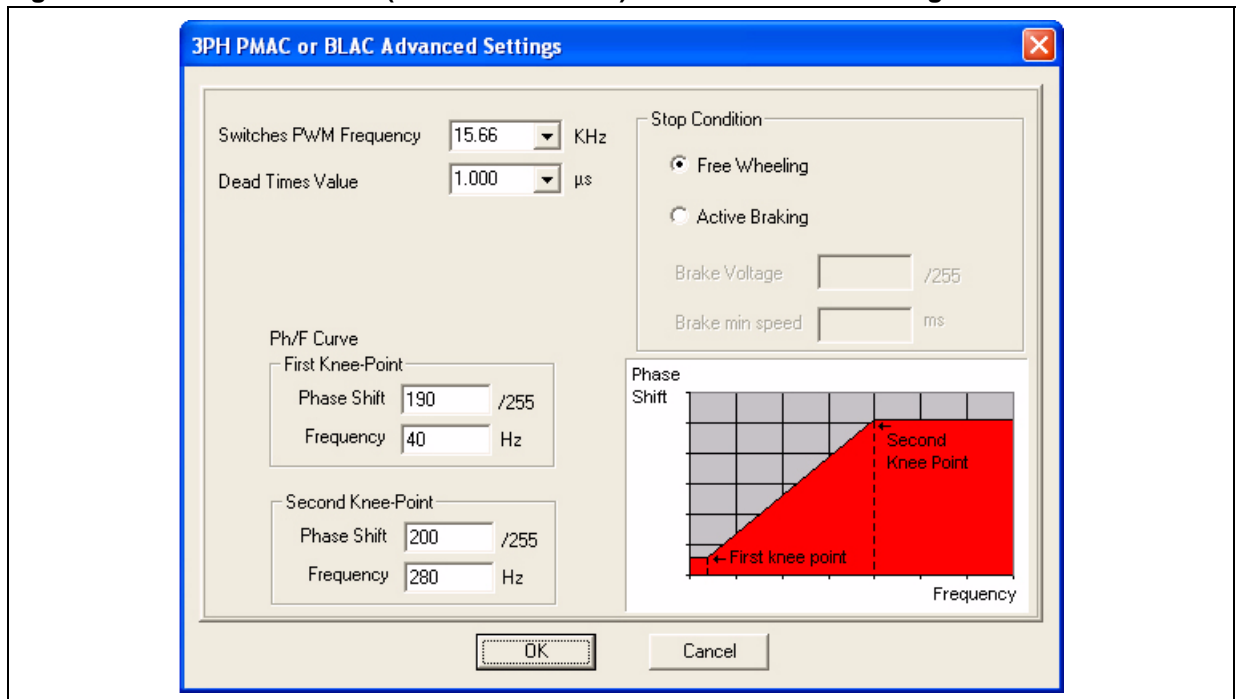 3PH PMAC or BLAC Advanced Settings
Switches PWM Frequency 15.66 KHz
Dead Times Value 1.000 µs
Stop Condition
Free Wheeling
Active Braking
Brake Voltage /255
Brake min speed ms
Ph/F Curve
First Knee-Point
Phase Shift 190 /255
Frequency 40 Hz
Second Knee-Point
Phase Shift 200 /255
Frequency 280 Hz
Phase
Shift
Second
Knee Point
First knee point
Frequency
OK Cancel